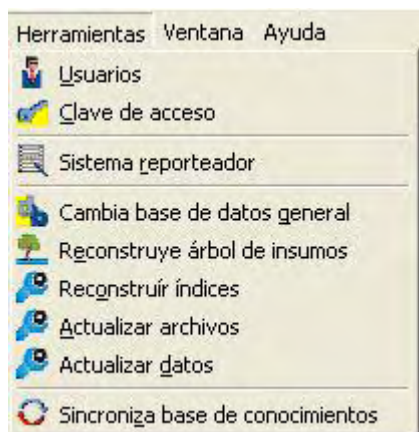 Herramientas Ventana Ayuda
Usuarios
Clave de acceso
Sistema reporteador
Cambia base de datos general
Reconstruye árbol de insumos
Reconstruír índices
Actualizar archivos
Actualizar datos
Sincroniza base de conocimientos